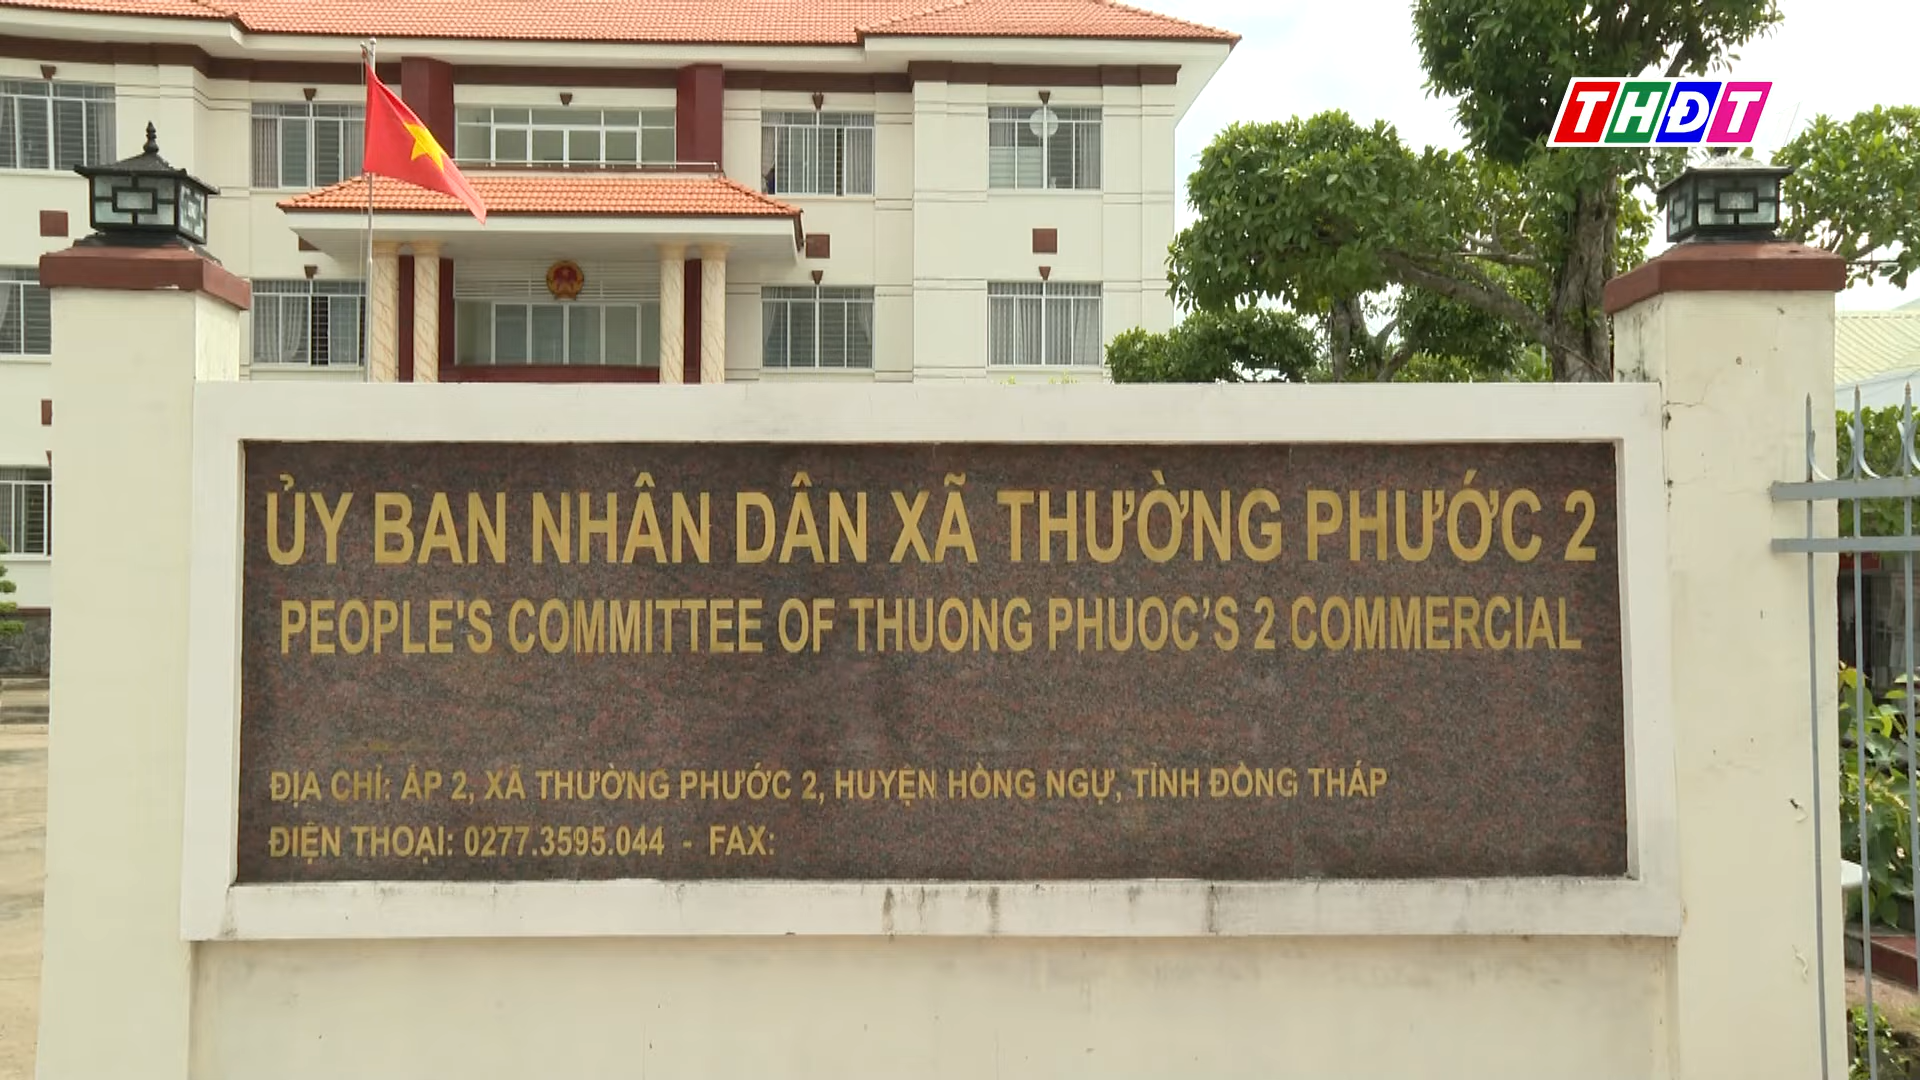 THĐT
ỦY BAN NHÂN DÂN XÃ THƯỜNG PHƯỚC 2
PEOPLE'S COMMITTEE OF THUONG PHUOC’S 2 COMMERCIAL
ĐỊA CHỈ: ẤP 2, XÃ THƯỜNG PHƯỚC 2, HUYỆN HỒNG NGỰ, TỈNH ĐỒNG THÁP
ĐIỆN THOẠI: 0277.3595.044 - FAX: